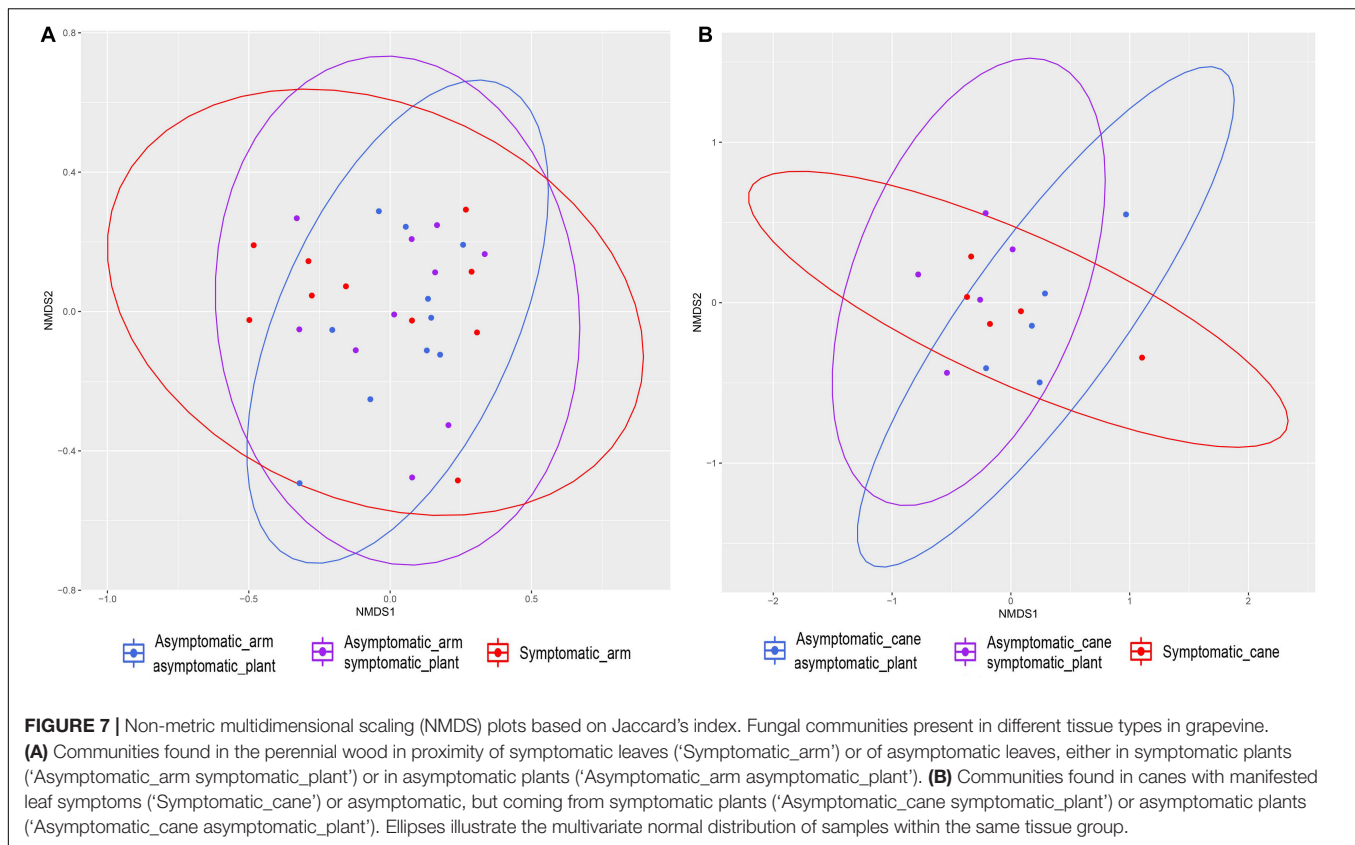 A
0.8
0.4
0.0
−0.4
−0.8
NMDS2
−1.0
−0.5
0.0
0.5
NMDS1
Asymptomatic_arm
asymptomatic_plant
Asymptomatic_arm
symptomatic_plant
Symptomatic_arm
B
1
0
−1
NMDS2
−2
−1
0
1
2
NMDS1
Asymptomatic_cane
asymptomatic_plant
Asymptomatic_cane
symptomatic_plant
Symptomatic_cane
FIGURE 7 | Non-metric multidimensional scaling (NMDS) plots based on Jaccard's index. Fungal communities present in different tissue types in grapevine.
(A) Communities found in the perennial wood in proximity of symptomatic leaves ('Symptomatic_arm') or of asymptomatic leaves, either in symptomatic plants
('Asymptomatic_arm symptomatic_plant') or in asymptomatic plants ('Asymptomatic_arm asymptomatic_plant'). (B) Communities found in canes with manifested
leaf symptoms ('Symptomatic_cane') or asymptomatic, but coming from symptomatic plants ('Asymptomatic_cane symptomatic_plant') or asymptomatic plants
('Asymptomatic_cane asymptomatic_plant'). Ellipses illustrate the multivariate normal distribution of samples within the same tissue group.